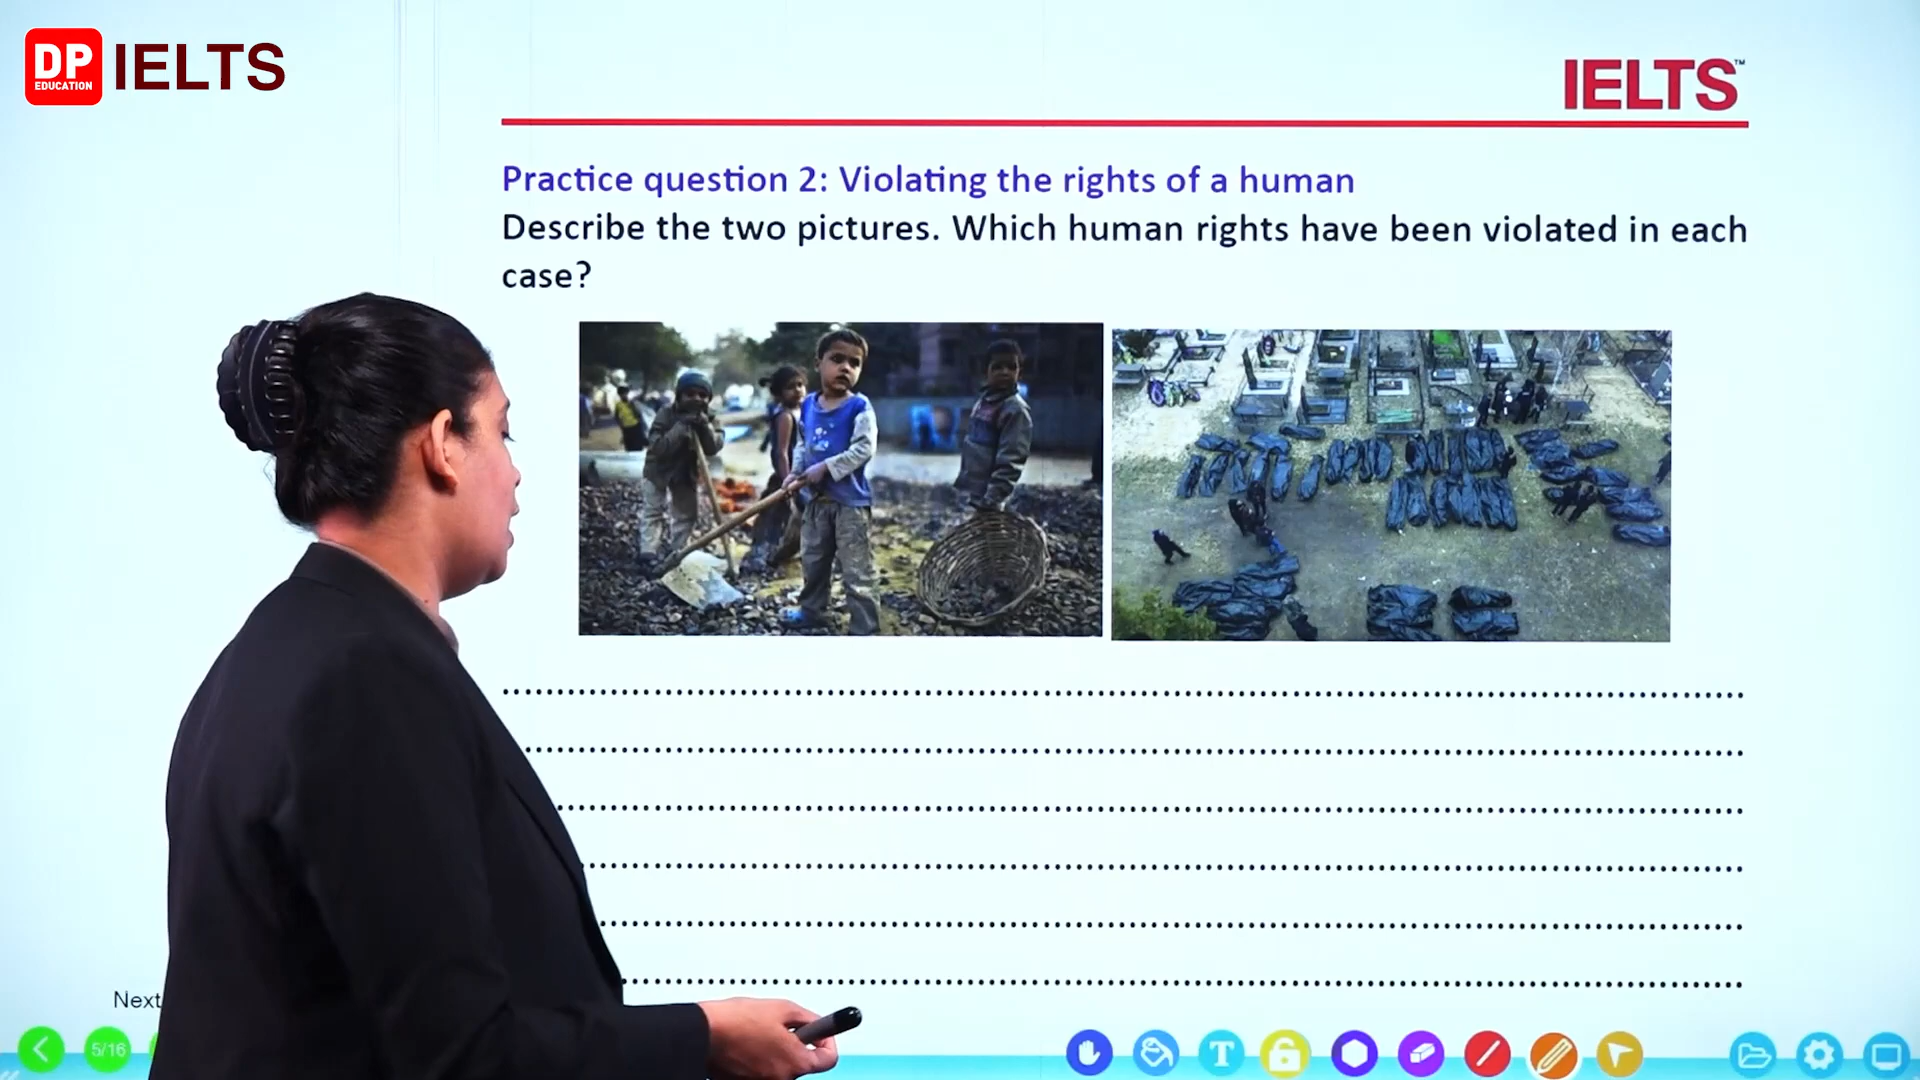 DP
EDUCATION
IELTS
IELTS™
Practice question 2: Violating the rights of a human
Describe the two pictures. Which human rights have been violated in each
case?
Next
5/16
T